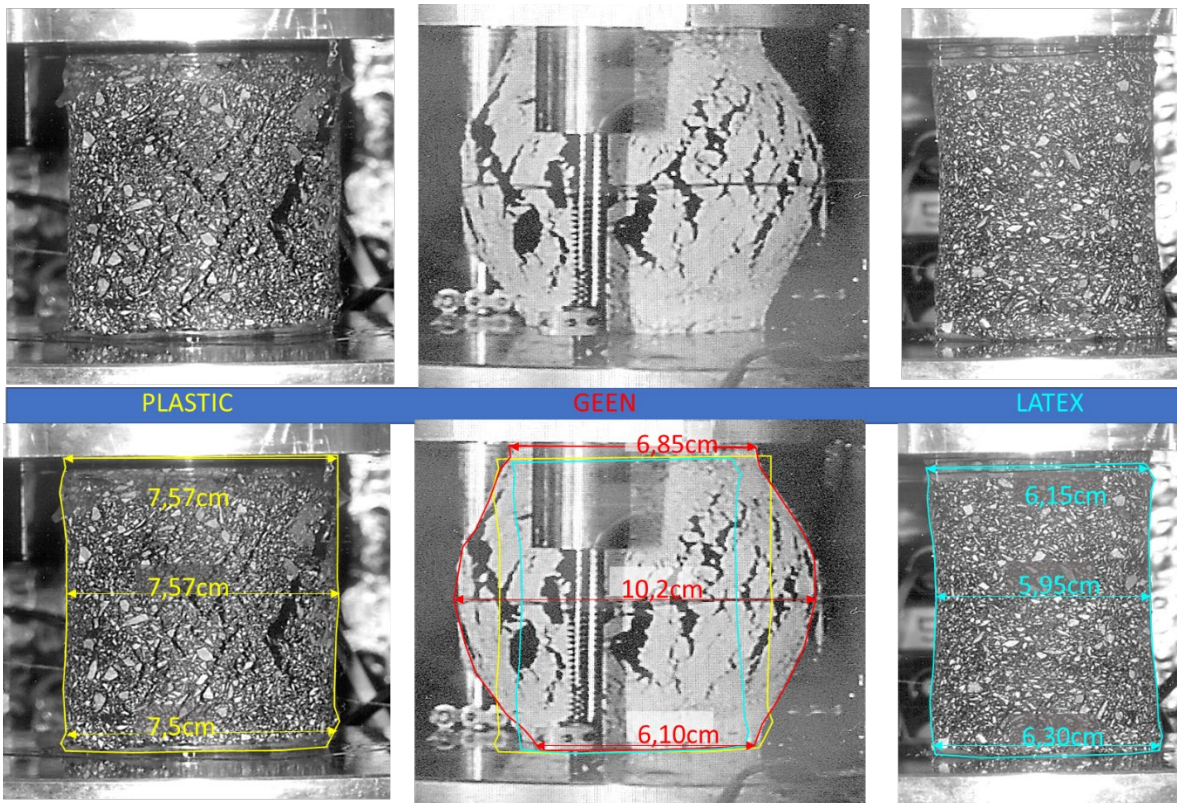 PLASTIC GEEN LATEX
7,57cm
7,57cm
7,5cm
6,85cm
10,2cm
6,10cm
6,15cm
5,95cm
6,30cm